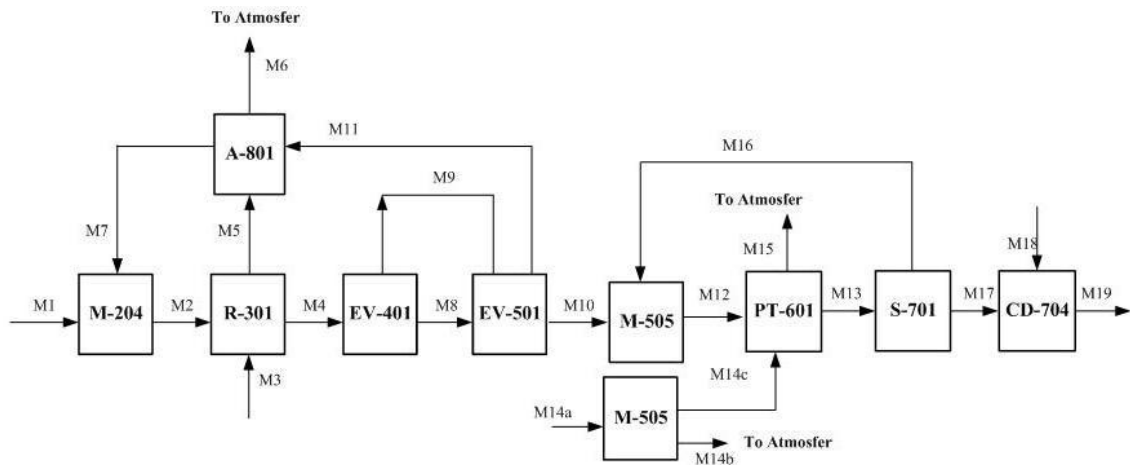 To Atmosfer
M6
M11
A-801
M16
M9
To Atmosfer
M7
M5
M15
M18
M1
M2
M4
M8
M10
M12
M13
M17
M19
M-204
R-301
EV-401
EV-501
M-505
PT-601
S-701
CD-704
M3
M14c
M14a
M-505
To Atmosfer
M14b